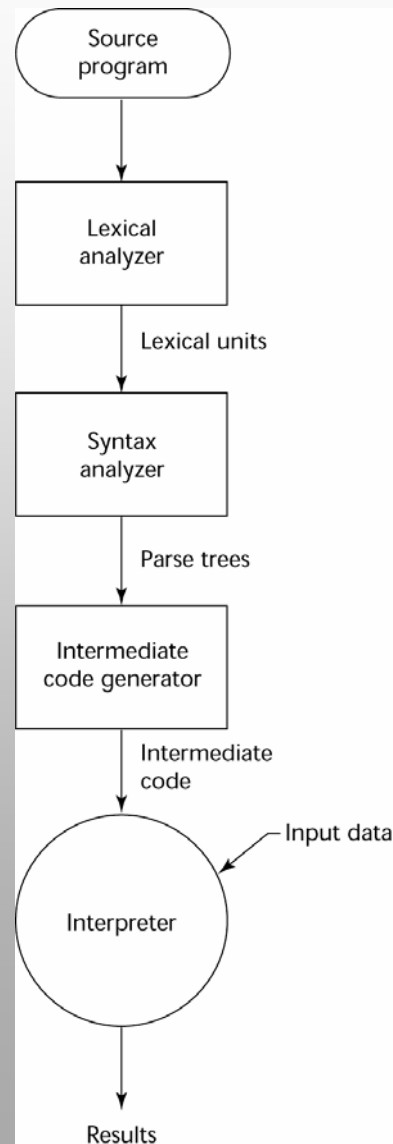 Source
program
Lexical
analyzer
Lexical units
Syntax
analyzer
Parse trees
Intermediate
code generator
Intermediate
code
Input data
Interpreter
Results